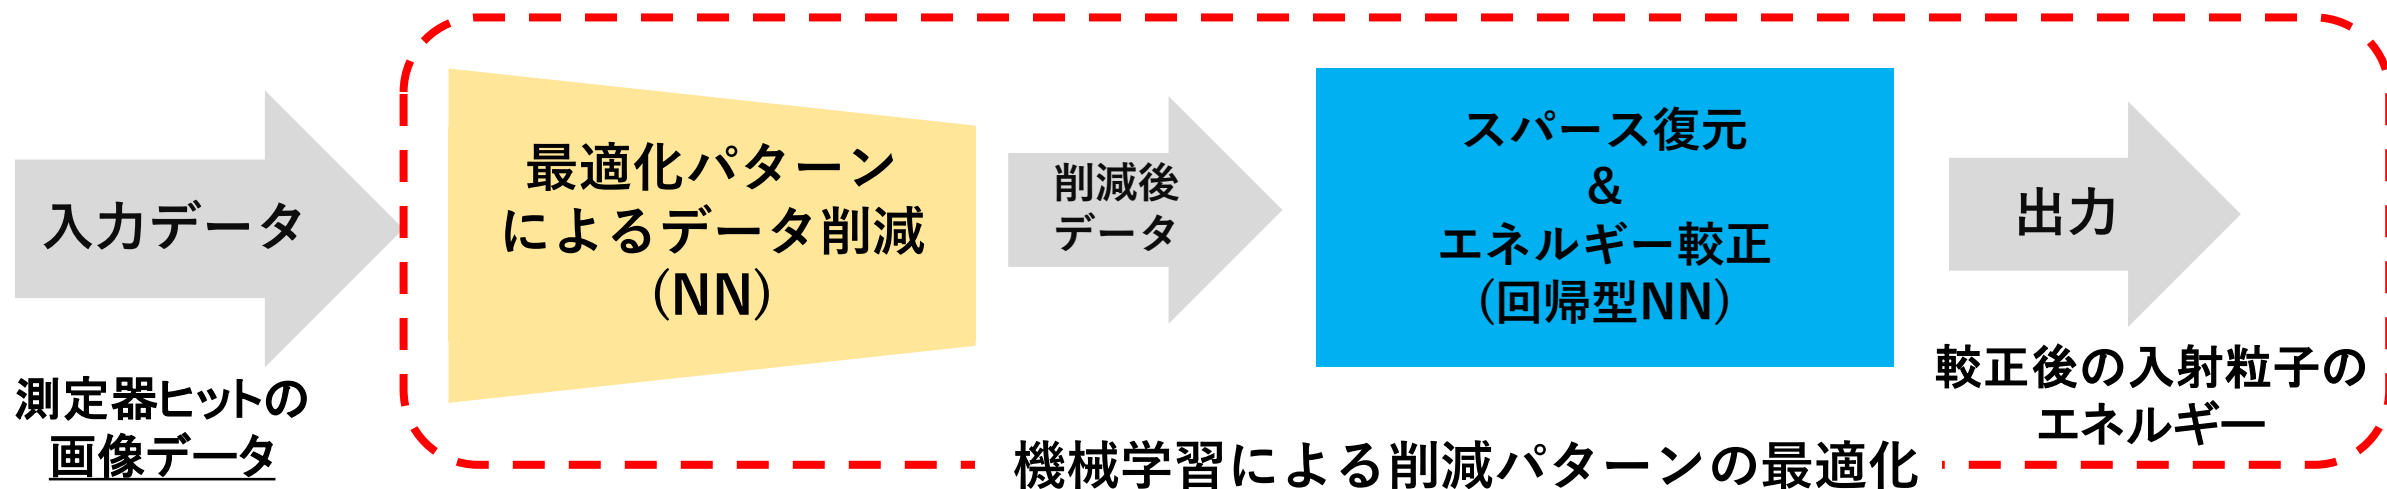 入力データ
測定器ヒットの
画像データ
最適化パターン
によるデータ削減
(NN)
削減後
データ
スパース復元
&
エネルギー較正
(回帰型NN)
出力
較正後の入射粒子の
エネルギー
機械学習による削減パターンの最適化